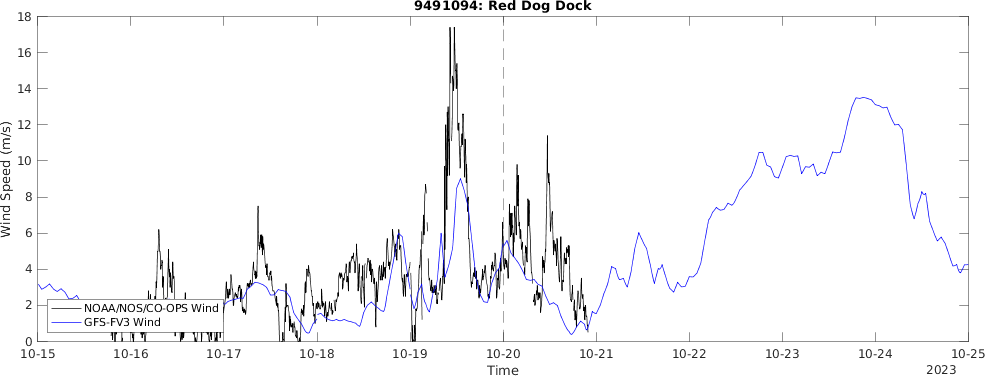 9491094: Red Dog Dock
Wind Speed (m/s)
18
16
14
12
10
8
6
4
2
0
NOAA/NOS/CO-OPS Wind
GFS-FV3 Wind
10-15 10-16 10-17 10-18 10-19 10-20 10-21 10-22 10-23 10-24 10-25
Time
2023